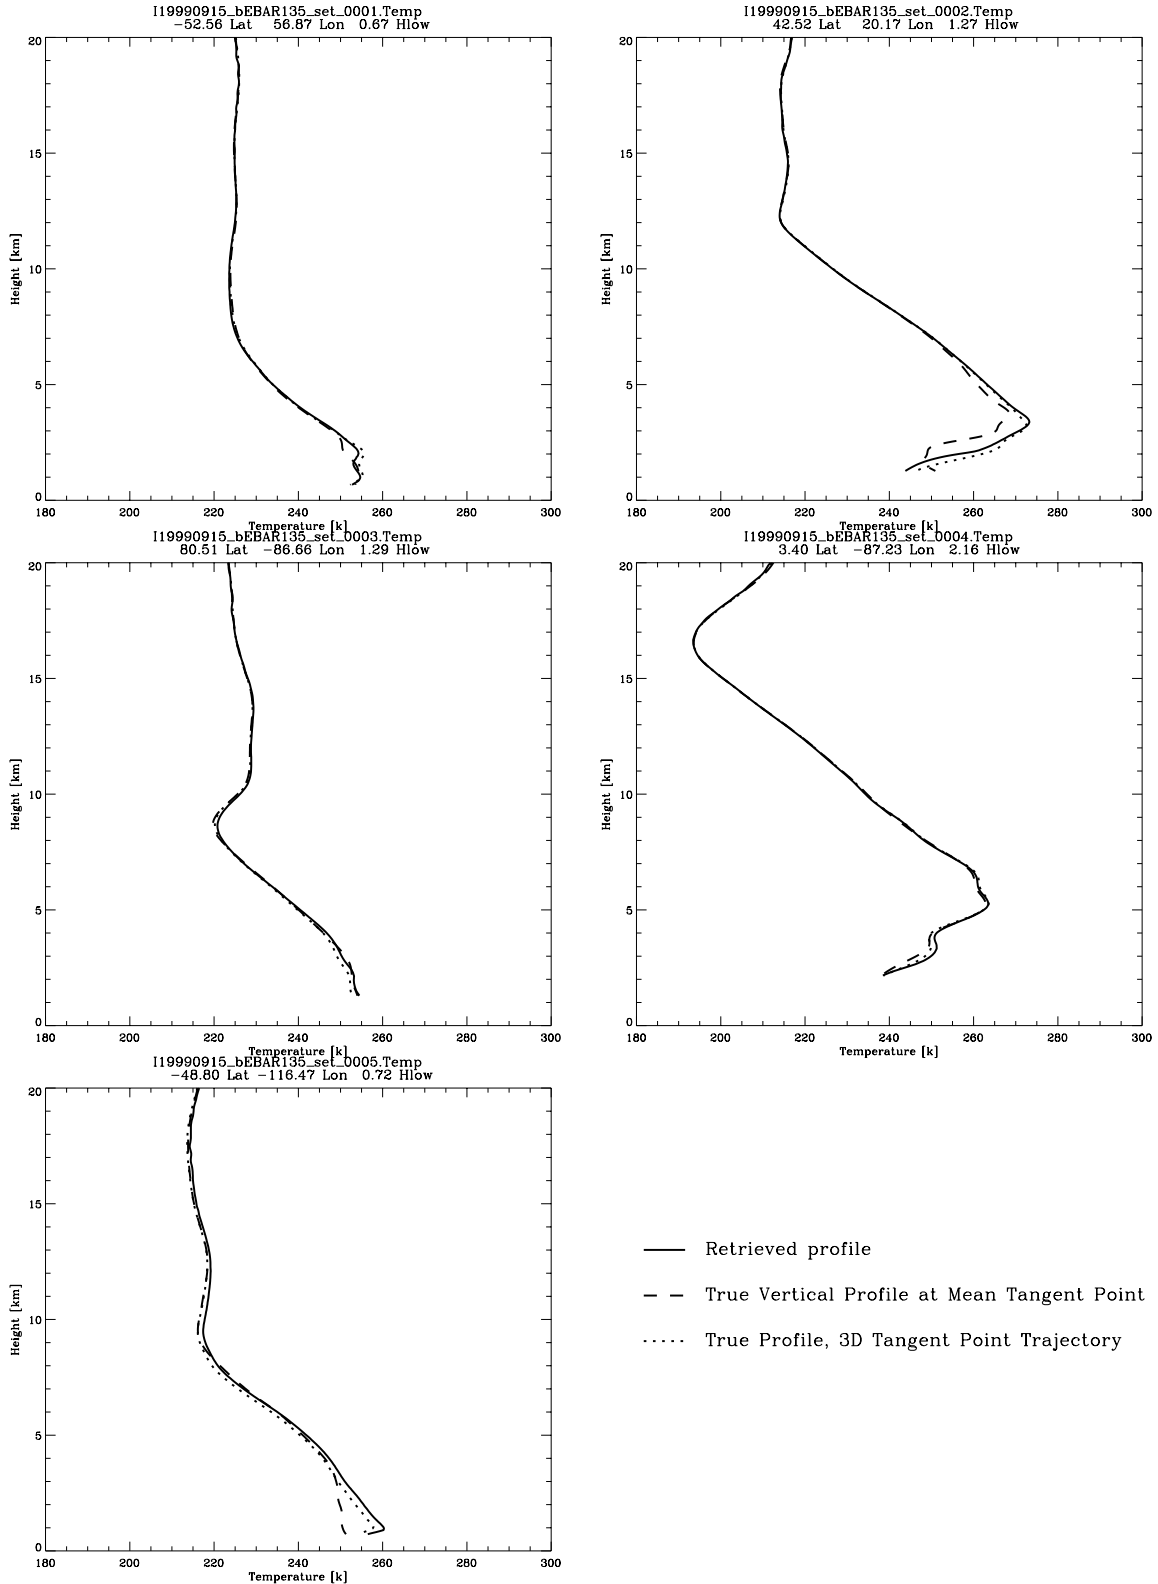 I19990915_bEBAR135_set_0001.Temp
-52.56 Lat 56.87 Lon 0.67 Hlow
20
15
10
5
0
Height [km]
180 200 220 240 260 280 300
Temperature [k]
I19990915_bEBAR135_set_0002.Temp
42.52 Lat 20.17 Lon 1.27 Hlow
20
15
10
5
0
Height [km]
180 200 220 240 260 280 300
Temperature [k]
I19990915_bEBAR135_set_0003.Temp
80.51 Lat -86.66 Lon 1.29 Hlow
20
15
10
5
0
Height [km]
180 200 220 240 260 280 300
Temperature [k]
I19990915_bEBAR135_set_0004.Temp
3.40 Lat -87.23 Lon 2.16 Hlow
20
15
10
5
0
Height [km]
180 200 220 240 260 280 300
Temperature [k]
I19990915_bEBAR135_set_0005.Temp
-48.80 Lat -116.47 Lon 0.72 Hlow
20
15
10
5
0
Height [km]
180 200 220 240 260 280 300
Temperature [k]
Retrieved profile
True Vertical Profile at Mean Tangent Point
True Profile, 3D Tangent Point Trajectory